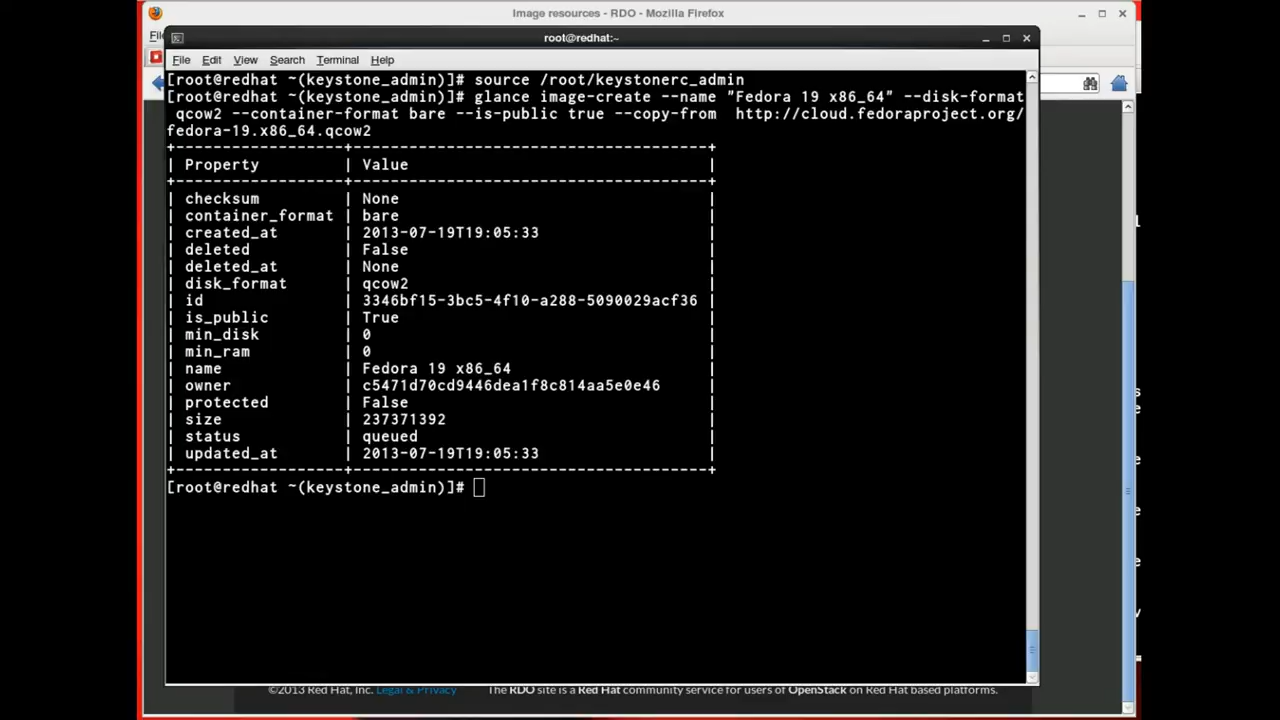 Image resources - RDO - Mozilla Firefox
root@redhat:~
File Edit View Search Terminal Help
[root@redhat ~(keystone_admin)]# source /root/keystonerc_admin
[root@redhat ~(keystone_admin)]# glance image-create --name "Fedora 19 x86_64" --disk-format
qcow2 --container-format bare --is-public true --copy-from http://cloud.fedoraproject.org/
fedora-19.x86_64.qcow2
+------------------+--------------------------------------+
| Property | Value |
+------------------+--------------------------------------+
| checksum | None |
| container_format | bare |
| created_at | 2013-07-19T19:05:33 |
| deleted | False |
| deleted_at | None |
| disk_format | qcow2 |
| id | 3346bf15-3bc5-4f10-a288-5090029acf36 |
| is_public | True |
| min_disk | 0 |
| min_ram | 0 |
| name | Fedora 19 x86_64 |
| owner | c5471d70cd9446dea1f8c814aa5e0e46 |
| protected | False |
| size | 237371392 |
| status | queued |
| updated_at | 2013-07-19T19:05:33 |
+------------------+--------------------------------------+
[root@redhat ~(keystone_admin)]#
©2013 Red Hat, Inc. Legal & Privacy The RDO site is a Red Hat community service for users of OpenStack on Red Hat based platforms.